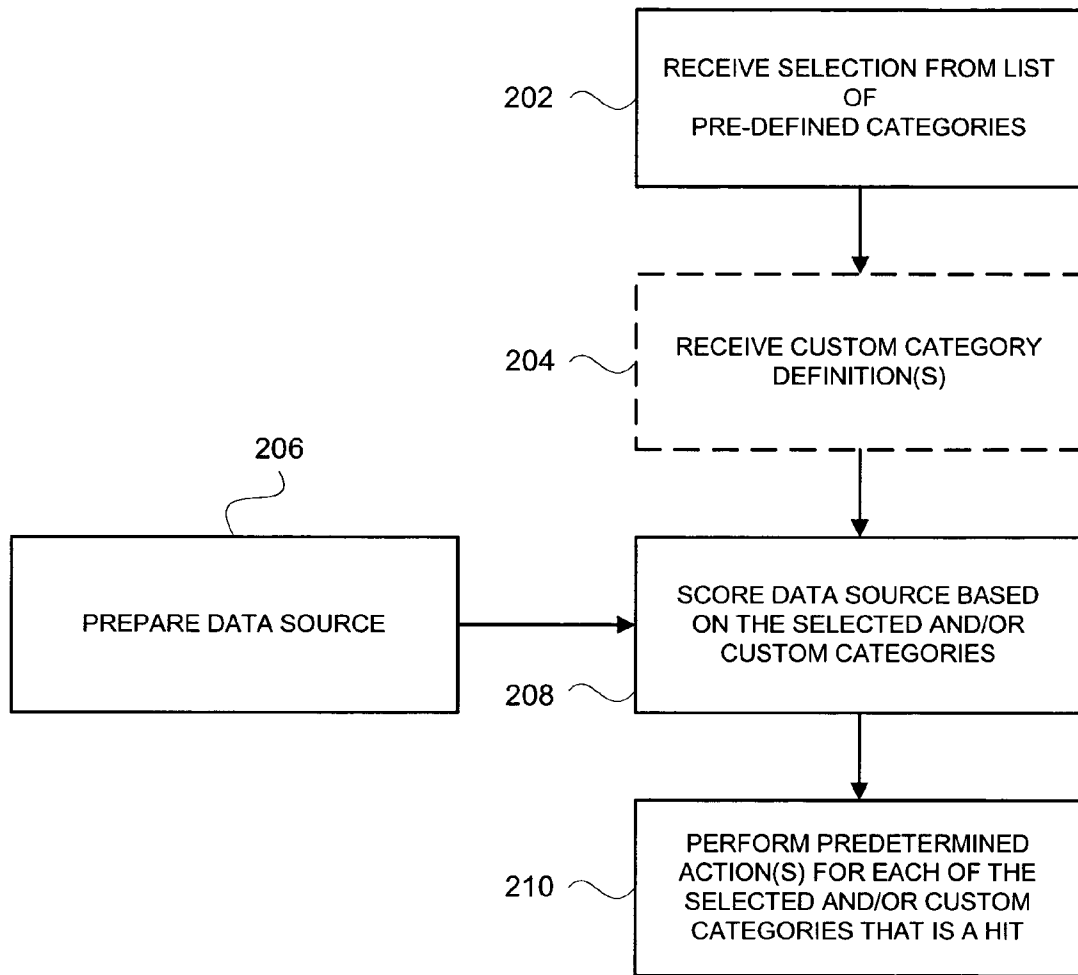 202
RECEIVE SELECTION FROM LIST
OF
PRE-DEFINED CATEGORIES
204
RECEIVE CUSTOM CATEGORY
DEFINITION(S)
206
PREPARE DATA SOURCE
SCORE DATA SOURCE BASED
ON THE SELECTED AND/OR
CUSTOM CATEGORIES
208
PERFORM PREDETERMINED
ACTION(S) FOR EACH OF THE
SELECTED AND/OR CUSTOM
CATEGORIES THAT IS A HIT
210